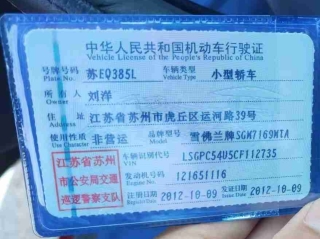 中华人民共和国机动车行驶证
Vehicle License of the People's Republic of China
号牌号码 苏EQ385L 车辆类型 小型轿车
Plate No. Vehicle Type
所有人 刘洋
Owner
住址 江苏省苏州市虎丘区运河路39号
Address
使用性质 非营运 品牌型号 雪佛兰牌SGM7169MTA
Use Character Model
江苏省苏州市公安局交通巡逻警察支队
车辆识别代号 LSGPC54U5CF112735
VIN
发动机号码 121651116
Engine No.
注册日期 2012-10-09 发证日期 2012-10-09
Register Date Issue Date